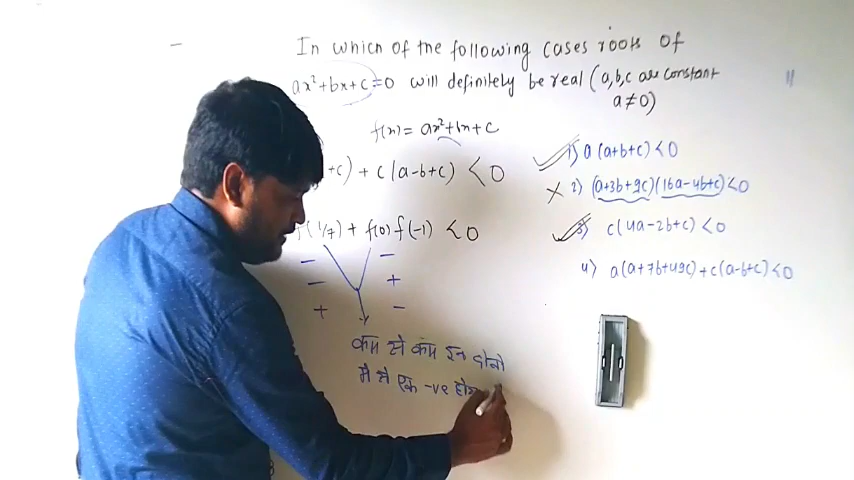 In which of the following cases roots of
ax²+bx+c=0 will definitely be real (a,b,c are constant
a≠0)
f(x) = ax²+bx+c
+c) + c(a-b+c) <0
1) a(a+b+c)<0
2) (a+3b+9c)(16a-4b+c)<0
3) c(4a-2b+c) <0
4) a(a+7b+49c)+c(a-b+c)<0
(1/7) + f(0) f(-1) <0
- -
- +
+ -
कम से कम इन दोनो
मे से एक -ve